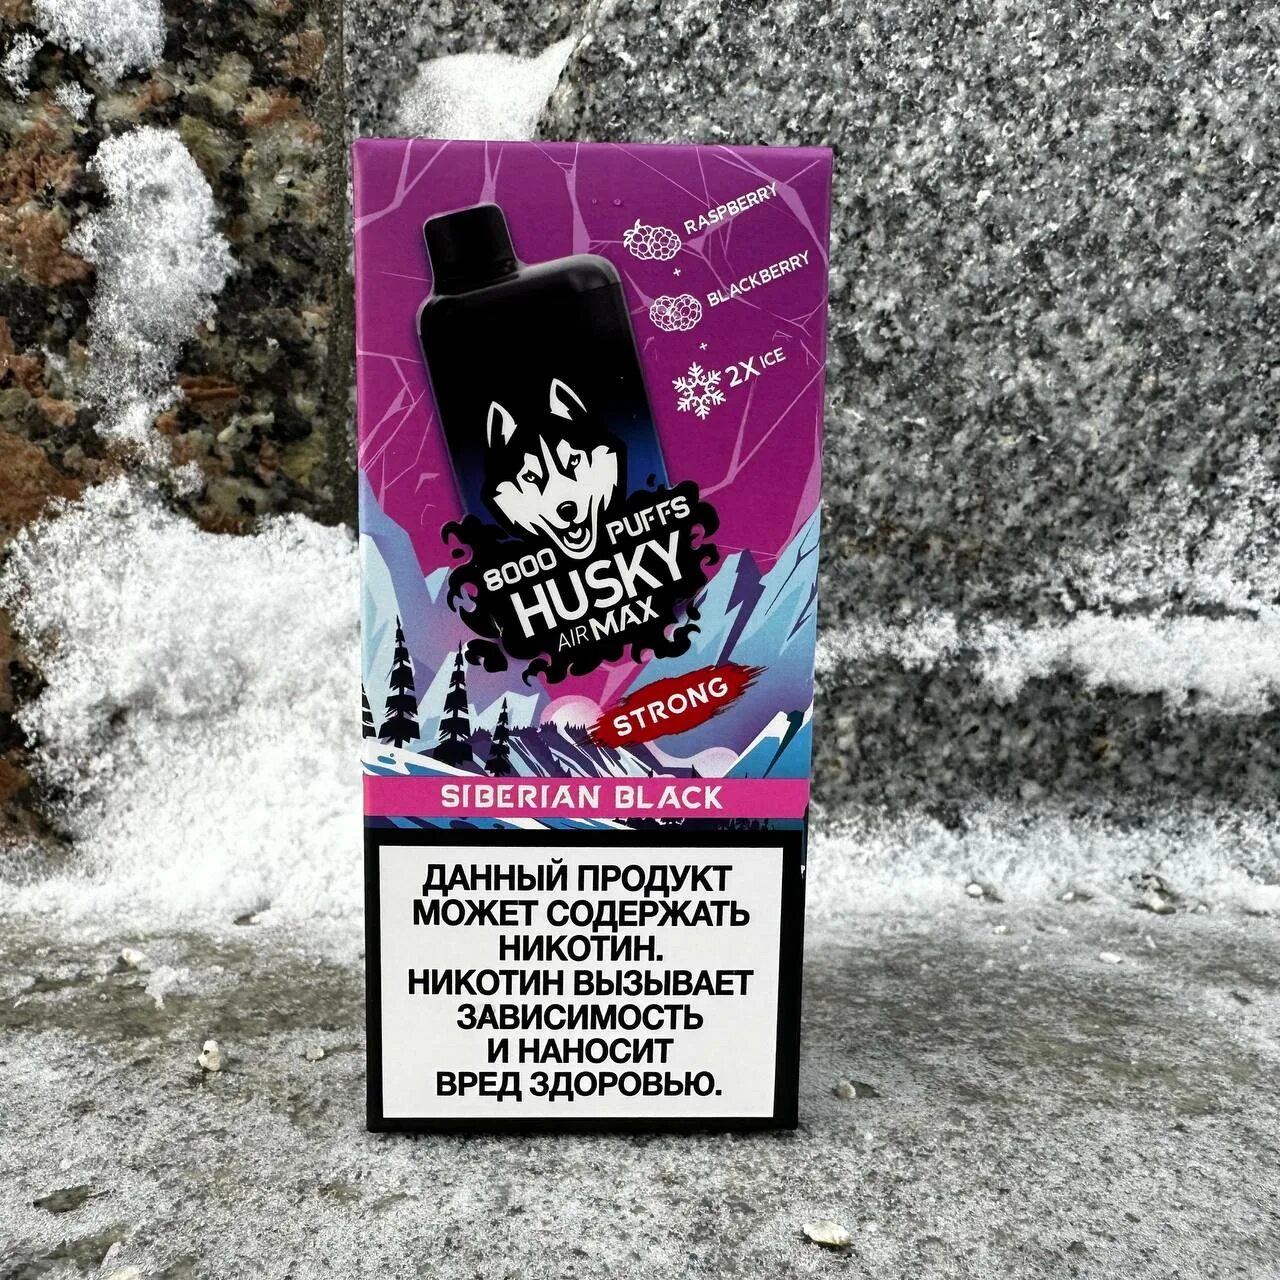 RASPBERRY
+
BLACKBERRY
+
2X ICE
8000 PUFFS
HUSKY
AIR MAX
STRONG
SIBERIAN BLACK
ДАННЫЙ ПРОДУКТ
МОЖЕТ СОДЕРЖАТЬ
НИКОТИН.
НИКОТИН ВЫЗЫВАЕТ
ЗАВИСИМОСТЬ
И НАНОСИТ
ВРЕД ЗДОРОВЬЮ.